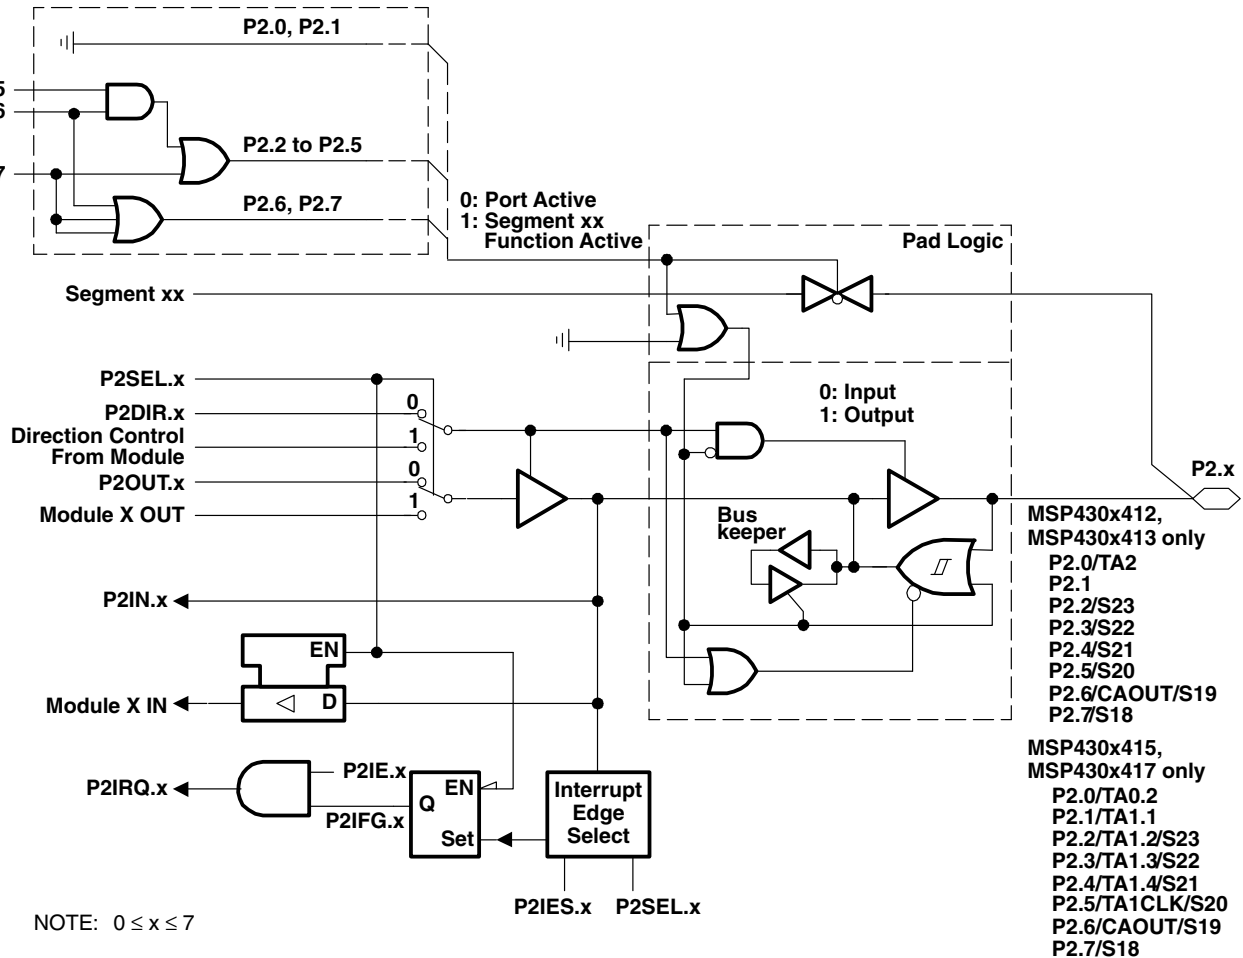 P2.0, P2.1
5
6
P2.2 to P2.5
7
P2.6, P2.7
0: Port Active
1: Segment xx
Function Active
Pad Logic
Segment xx
P2SEL.x
0: Input
1: Output
P2DIR.x
0
Direction Control
From Module
1
P2OUT.x
0
Module X OUT
1
P2.x
Bus
keeper
P2IN.x
EN
Module X IN
D
P2IRQ.x
P2IE.x
P2IFG.x
EN
Q
Set
Interrupt
Edge
Select
P2IES.x
P2SEL.x
MSP430x412,
MSP430x413 only
P2.0/TA2
P2.1
P2.2/S23
P2.3/S22
P2.4/S21
P2.5/S20
P2.6/CAOUT/S19
P2.7/S18
MSP430x415,
MSP430x417 only
P2.0/TA0.2
P2.1/TA1.1
P2.2/TA1.2/S23
P2.3/TA1.3/S22
P2.4/TA1.4/S21
P2.5/TA1CLK/S20
P2.6/CAOUT/S19
P2.7/S18
NOTE: 0 ≤ x ≤ 7